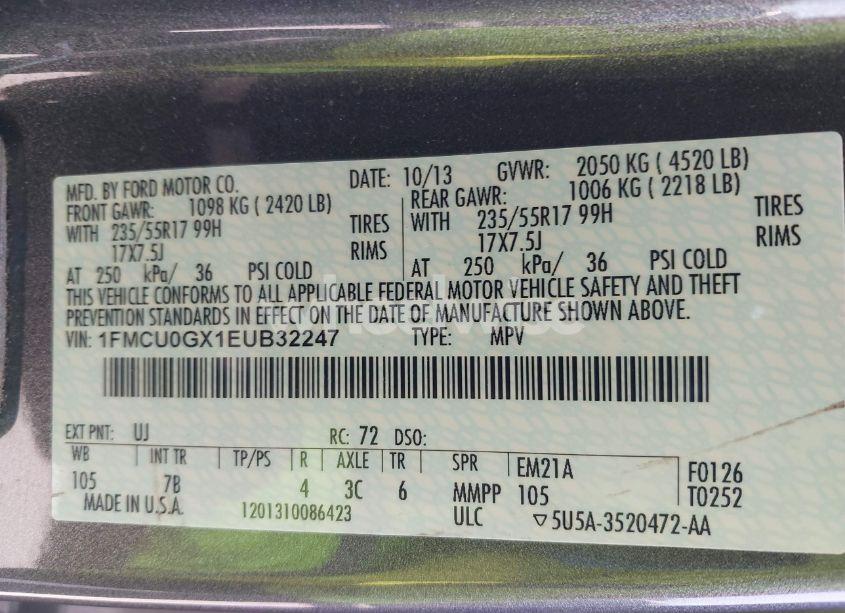 MFD. BY FORD MOTOR CO. DATE: 10/13 GVWR: 2050 KG ( 4520 LB)
FRONT GAWR: 1098 KG ( 2420 LB) REAR GAWR: 1006 KG ( 2218 LB)
WITH 235/55R17 99H TIRES WITH 235/55R17 99H TIRES
17X7.5J RIMS 17X7.5J RIMS
AT 250 kPa/ 36 PSI COLD AT 250 kPa/ 36 PSI COLD
THIS VEHICLE CONFORMS TO ALL APPLICABLE FEDERAL MOTOR VEHICLE SAFETY AND THEFT
PREVENTION STANDARDS IN EFFECT ON THE DATE OF MANUFACTURE SHOWN ABOVE.
VIN: 1FMCU0GX1EUB32247 TYPE: MPV
EXT PNT: UJ RC: 72 DSO:
WB INT TR TP/PS R AXLE TR SPR EM21A F0126
105 7B 4 3C 6 MMPP 105 T0252
MADE IN U.S.A. 1201310086423 ULC ▽5U5A-3520472-AA